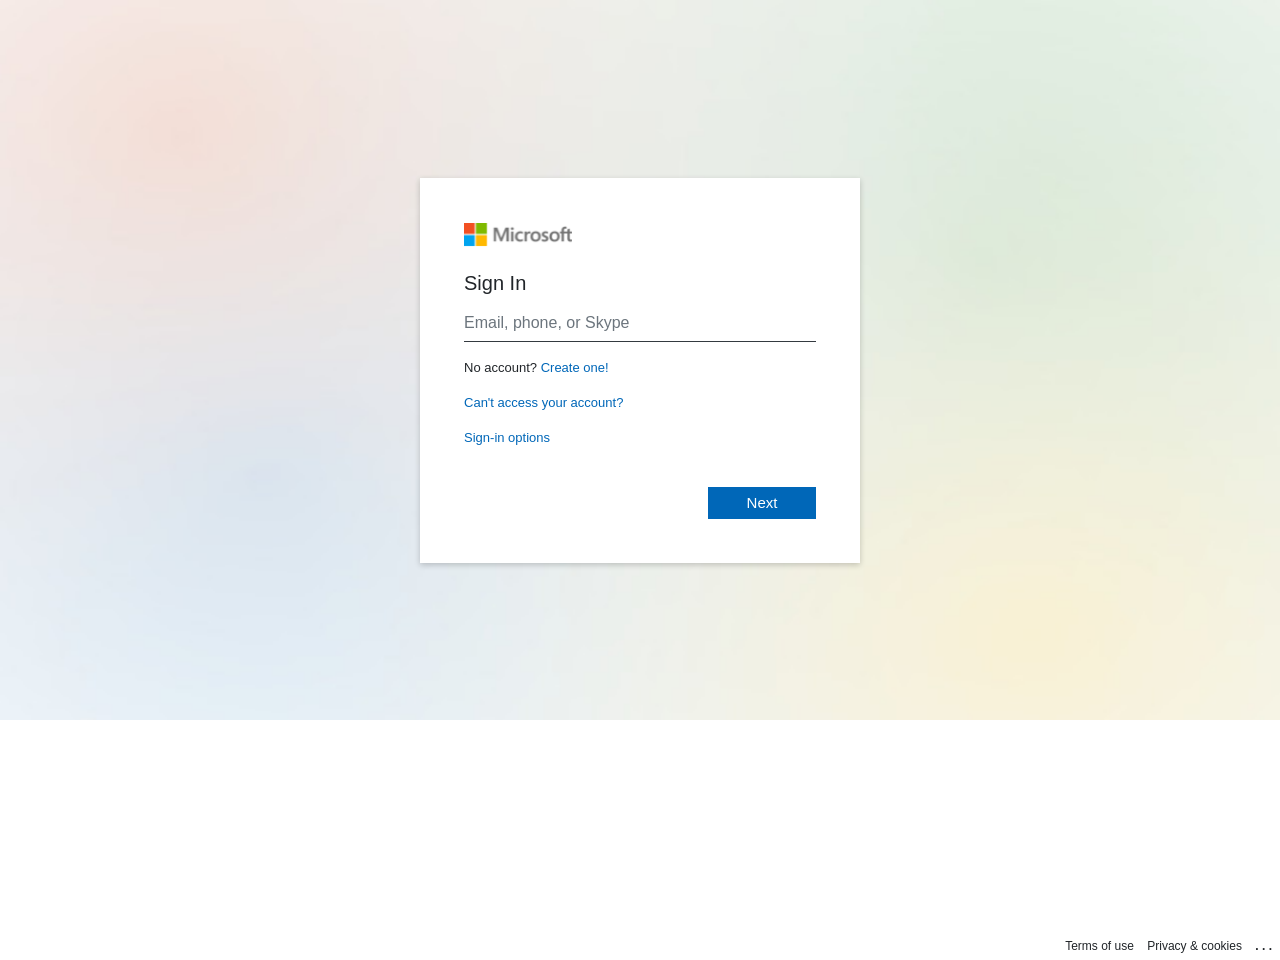 Microsoft
Sign In
Email, phone, or Skype
No account? Create one!
Can't access your account?
Sign-in options
Next
Terms of use Privacy & cookies ...